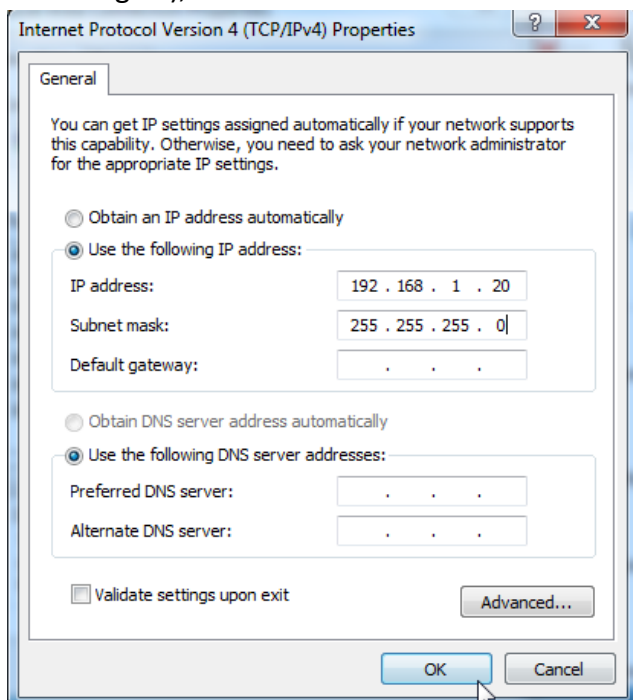 Internet Protocol Version 4 (TCP/IPv4) Properties
General
You can get IP settings assigned automatically if your network supports
this capability. Otherwise, you need to ask your network administrator
for the appropriate IP settings.
Obtain an IP address automatically
Use the following IP address:
IP address: 192 . 168 . 1 . 20
Subnet mask: 255 . 255 . 255 . 0
Default gateway: . . .
Obtain DNS server address automatically
Use the following DNS server addresses:
Preferred DNS server: . . .
Alternate DNS server: . . .
Validate settings upon exit
Advanced...
OK Cancel